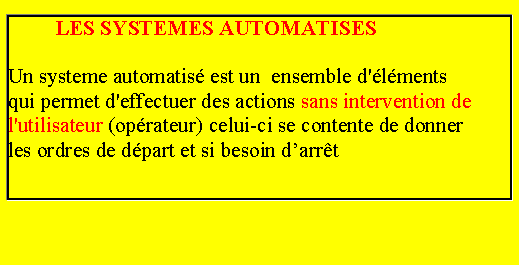 LES SYSTEMES AUTOMATISES
Un systeme automatisé est un ensemble d'éléments
qui permet d'effectuer des actions sans intervention de
l'utilisateur (opérateur) celui-ci se contente de donner
les ordres de départ et si besoin d’arrêt